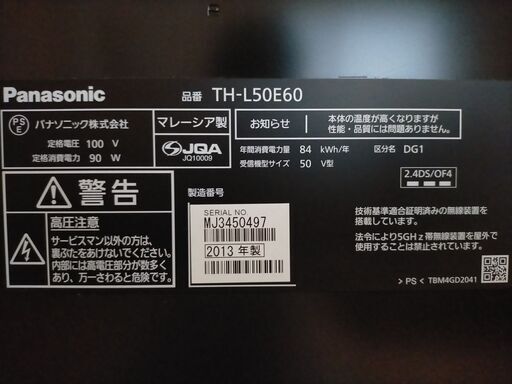 Panasonic
品番 TH-L50E60
PS
E
パナソニック株式会社
定格電圧 100 V
定格消費電力 90 W
マレーシア製
JQA
JQ10009
お知らせ
本体の温度が高くなりますが
性能・品質には問題ありません。
年間消費電力量 84 kWh/年 区分名 DG1
受信機型サイズ 50 V型
2.4DS/OF4
警告
高圧注意
サービスマン以外の方は、
裏ぶたをあけないでください。
内部には高電圧部分が数多く
あり、万一さわると危険です。
製造番号
SERIAL NO
MJ3450497
2013 年製
技術基準適合証明済みの無線装置を
搭載しています。
法令により5GHz帯無線装置を屋外で
使用することは禁止されています。
> PS < TBM4GD2041